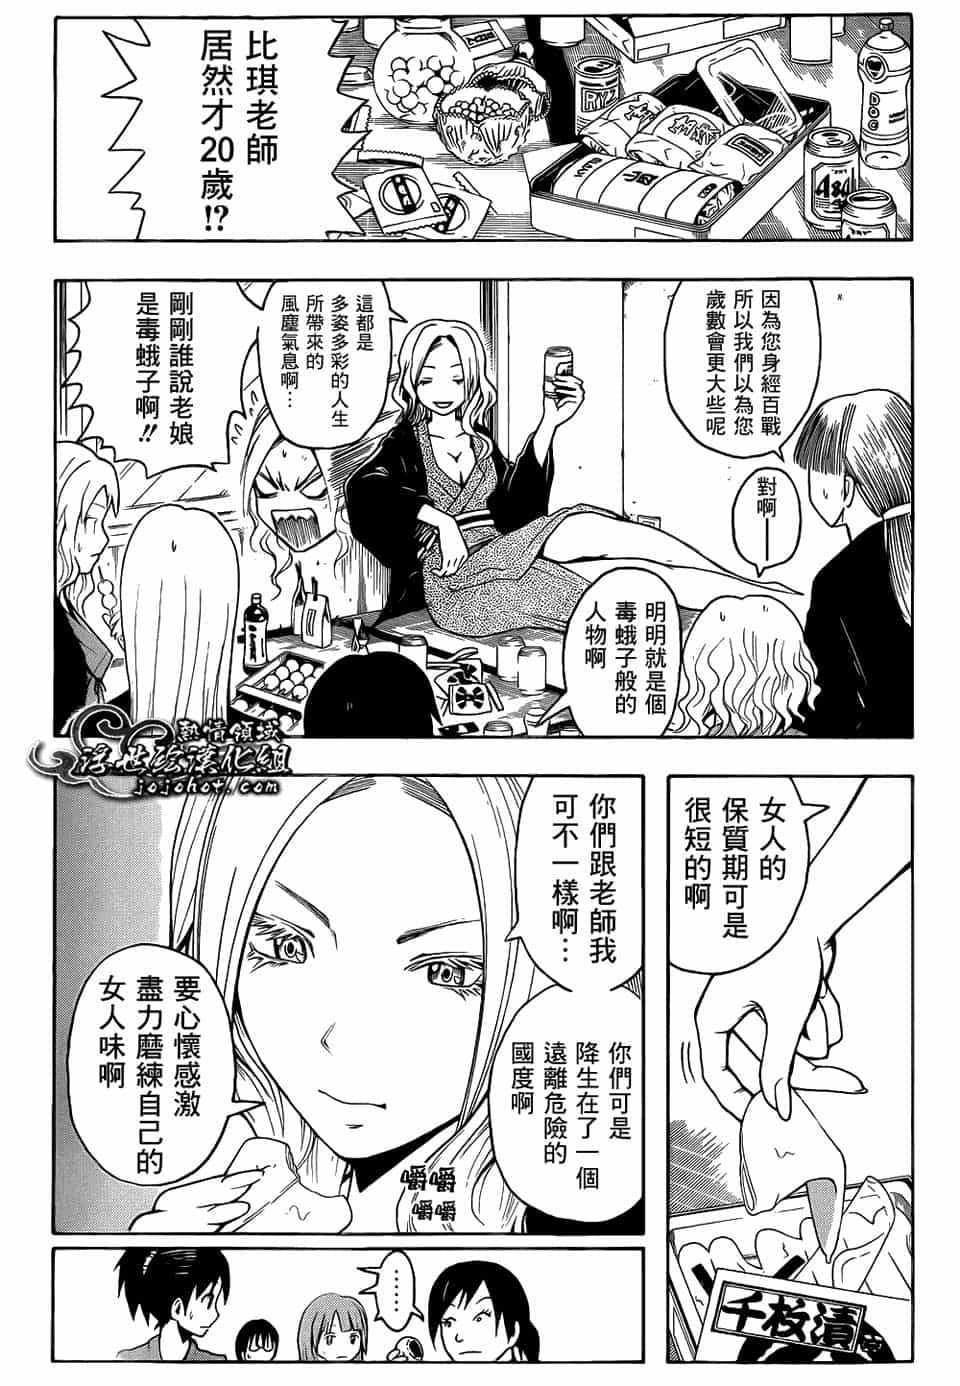 比琪老師
居然才20歲!?
RYZ
DOG
ASA
生
因為您身經百戰
所以我們以為您
歲數會更大些呢
對啊——
這都是
多姿多彩的人生
所帶來的
風塵氣息啊…
剛剛誰說老娘
是毒蛾子啊!!
明明就是個
毒蛾子般的
人物啊
熱情領域
浮世绘漢化組
jojohot.com
女人的
保質期可是
很短的啊
千枚漬
你們跟老師我
可不一樣啊…
你們可是
降生在了一個
遠離危險的
國度啊
要心懷感激
盡力磨練自己的
女人味啊
嚼嚼
嚼嚼
……